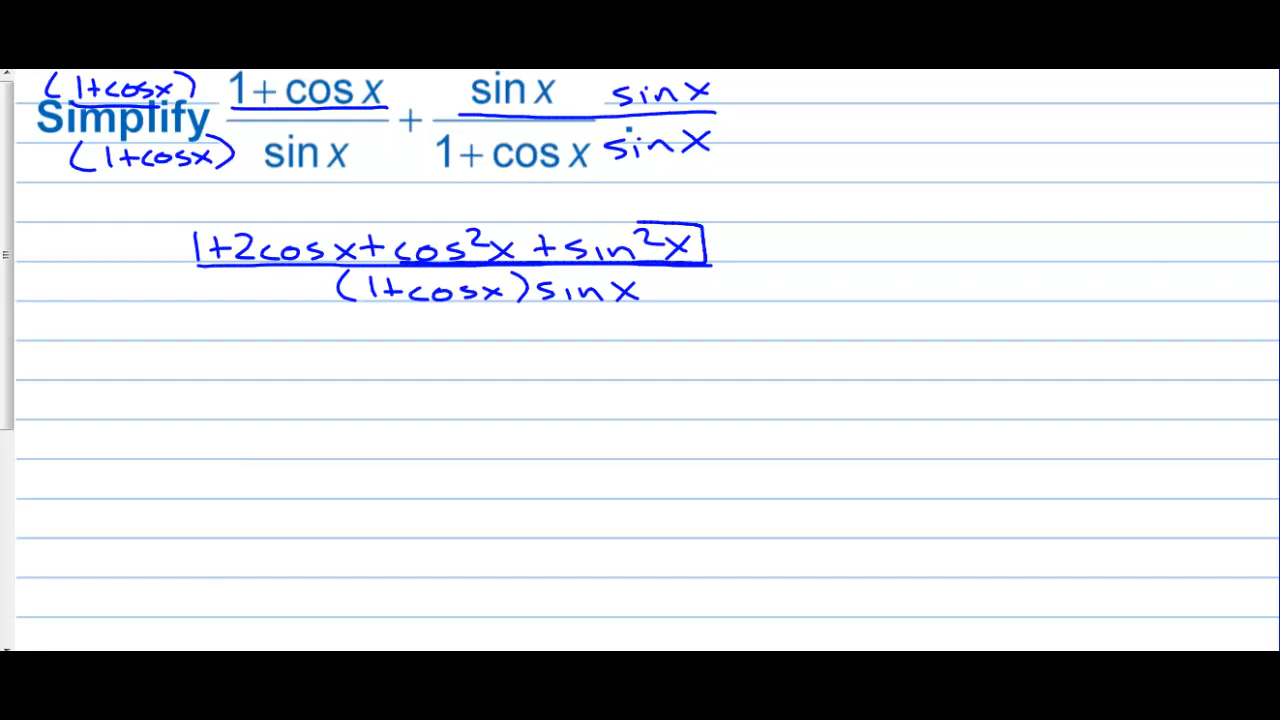 (1+cosx) 1+ cos x sin x sinx
Simplify +
(1+cosx) sin x 1+ cos x sinx
1+2cosx+cos²x +sin²x
(1+cosx)sinx